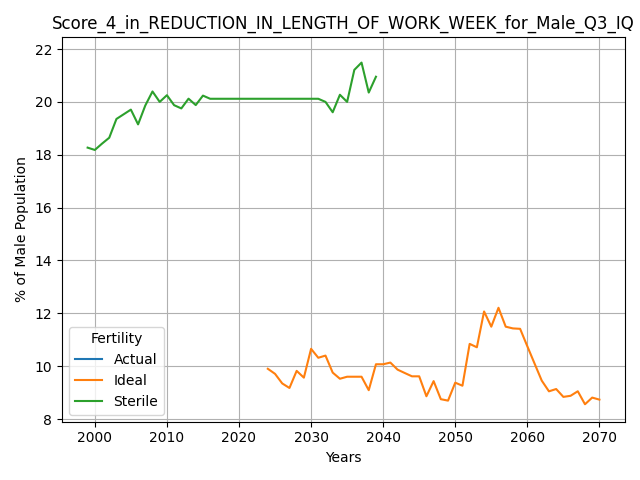 Score_4_in_REDUCTION_IN_LENGTH_OF_WORK_WEEK_for_Male_Q3_IQ
22
20
18
16
14
12
10
8
% of Male Population
Fertility
Actual
Ideal
Sterile
2000 2010 2020 2030 2040 2050 2060 2070
Years